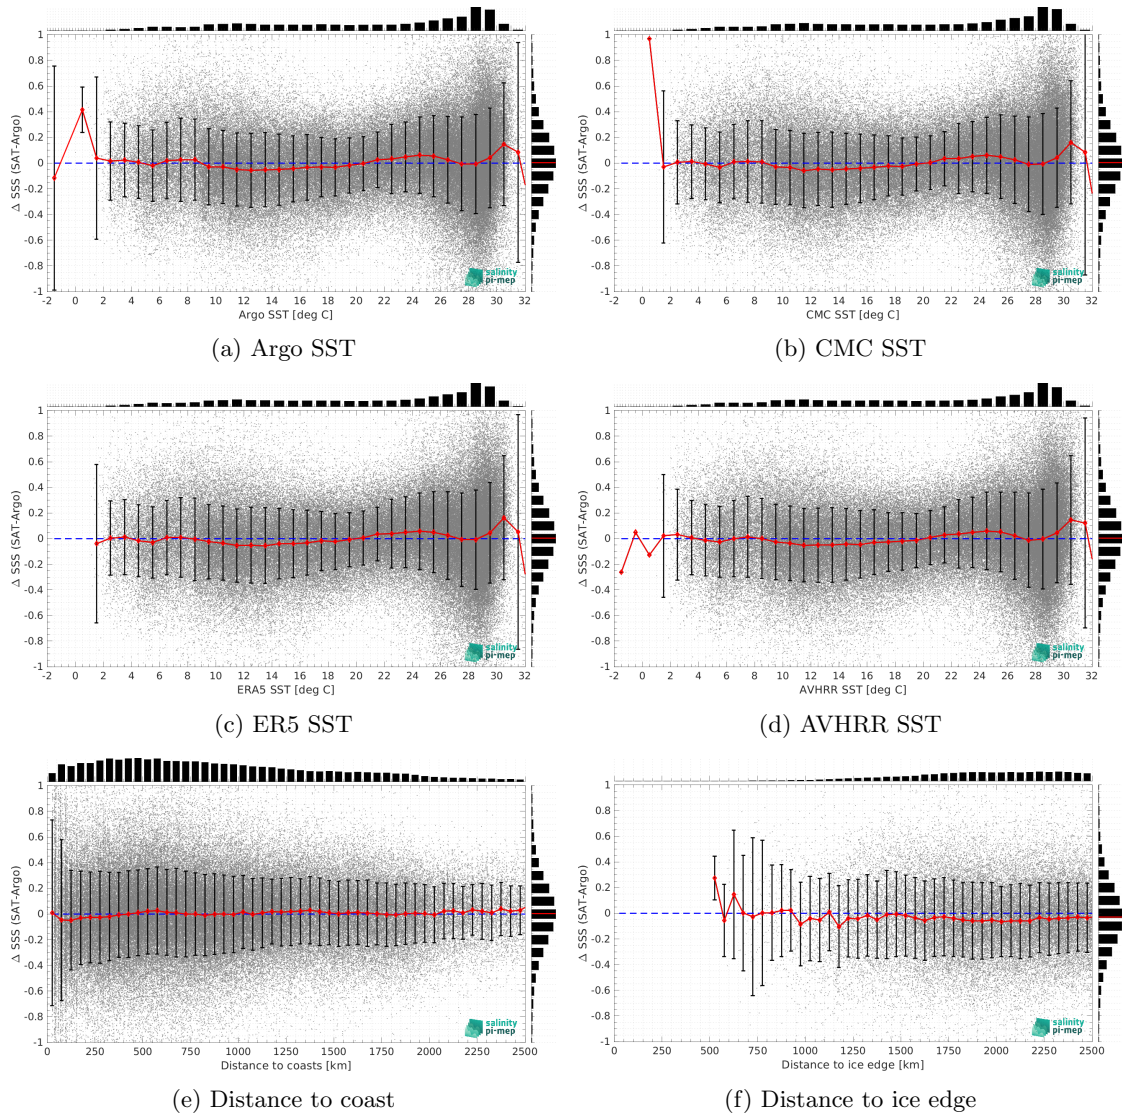 1
0.8
0.6
0.4
0.2
0
-0.2
-0.4
-0.6
-0.8
-1
Δ SSS (SAT-Argo)
salinity
pi-mep
-2 0 2 4 6 8 10 12 14 16 18 20 22 24 26 28 30 32
Argo SST [deg C]
(a) Argo SST
1
0.8
0.6
0.4
0.2
0
-0.2
-0.4
-0.6
-0.8
-1
Δ SSS (SAT-Argo)
salinity
pi-mep
-2 0 2 4 6 8 10 12 14 16 18 20 22 24 26 28 30 32
CMC SST [deg C]
(b) CMC SST
1
0.8
0.6
0.4
0.2
0
-0.2
-0.4
-0.6
-0.8
-1
Δ SSS (SAT-Argo)
salinity
pi-mep
-2 0 2 4 6 8 10 12 14 16 18 20 22 24 26 28 30 32
ERA5 SST [deg C]
(c) ER5 SST
1
0.8
0.6
0.4
0.2
0
-0.2
-0.4
-0.6
-0.8
-1
Δ SSS (SAT-Argo)
salinity
pi-mep
-2 0 2 4 6 8 10 12 14 16 18 20 22 24 26 28 30 32
AVHRR SST [deg C]
(d) AVHRR SST
1
0.8
0.6
0.4
0.2
0
-0.2
-0.4
-0.6
-0.8
-1
Δ SSS (SAT-Argo)
salinity
pi-mep
0 250 500 750 1000 1250 1500 1750 2000 2250 2500
Distance to coasts [km]
(e) Distance to coast
1
0.8
0.6
0.4
0.2
0
-0.2
-0.4
-0.6
-0.8
-1
Δ SSS (SAT-Argo)
salinity
pi-mep
0 250 500 750 1000 1250 1500 1750 2000 2250 2500
Distance to ice edge [km]
(f) Distance to ice edge